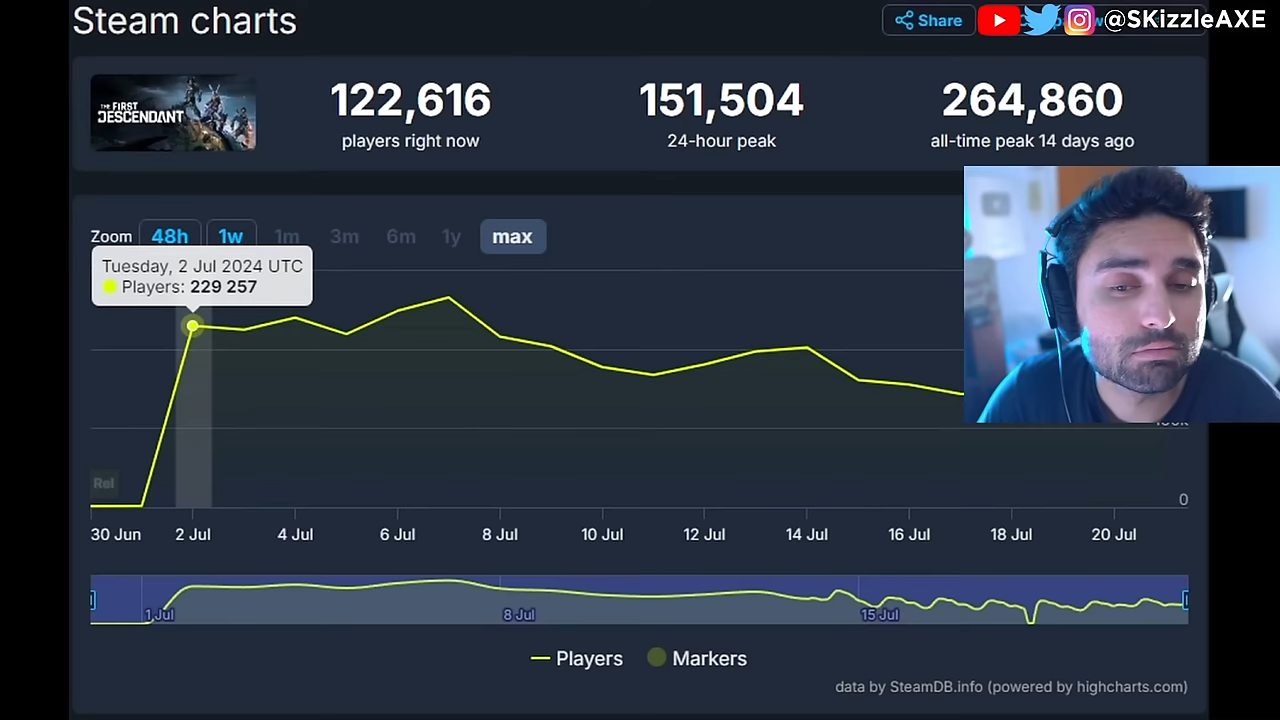 Steam charts
Share
@SKizzleAXE
THE FIRST DESCENDANT
122,616
players right now
151,504
24-hour peak
264,860
all-time peak 14 days ago
Zoom
48h
1w
1m
3m
6m
1y
max
Tuesday, 2 Jul 2024 UTC
Players: 229 257
Rel
0
30 Jun
2 Jul
4 Jul
6 Jul
8 Jul
10 Jul
12 Jul
14 Jul
16 Jul
18 Jul
20 Jul
1 Jul
8 Jul
15 Jul
Players
Markers
data by SteamDB.info (powered by highcharts.com)